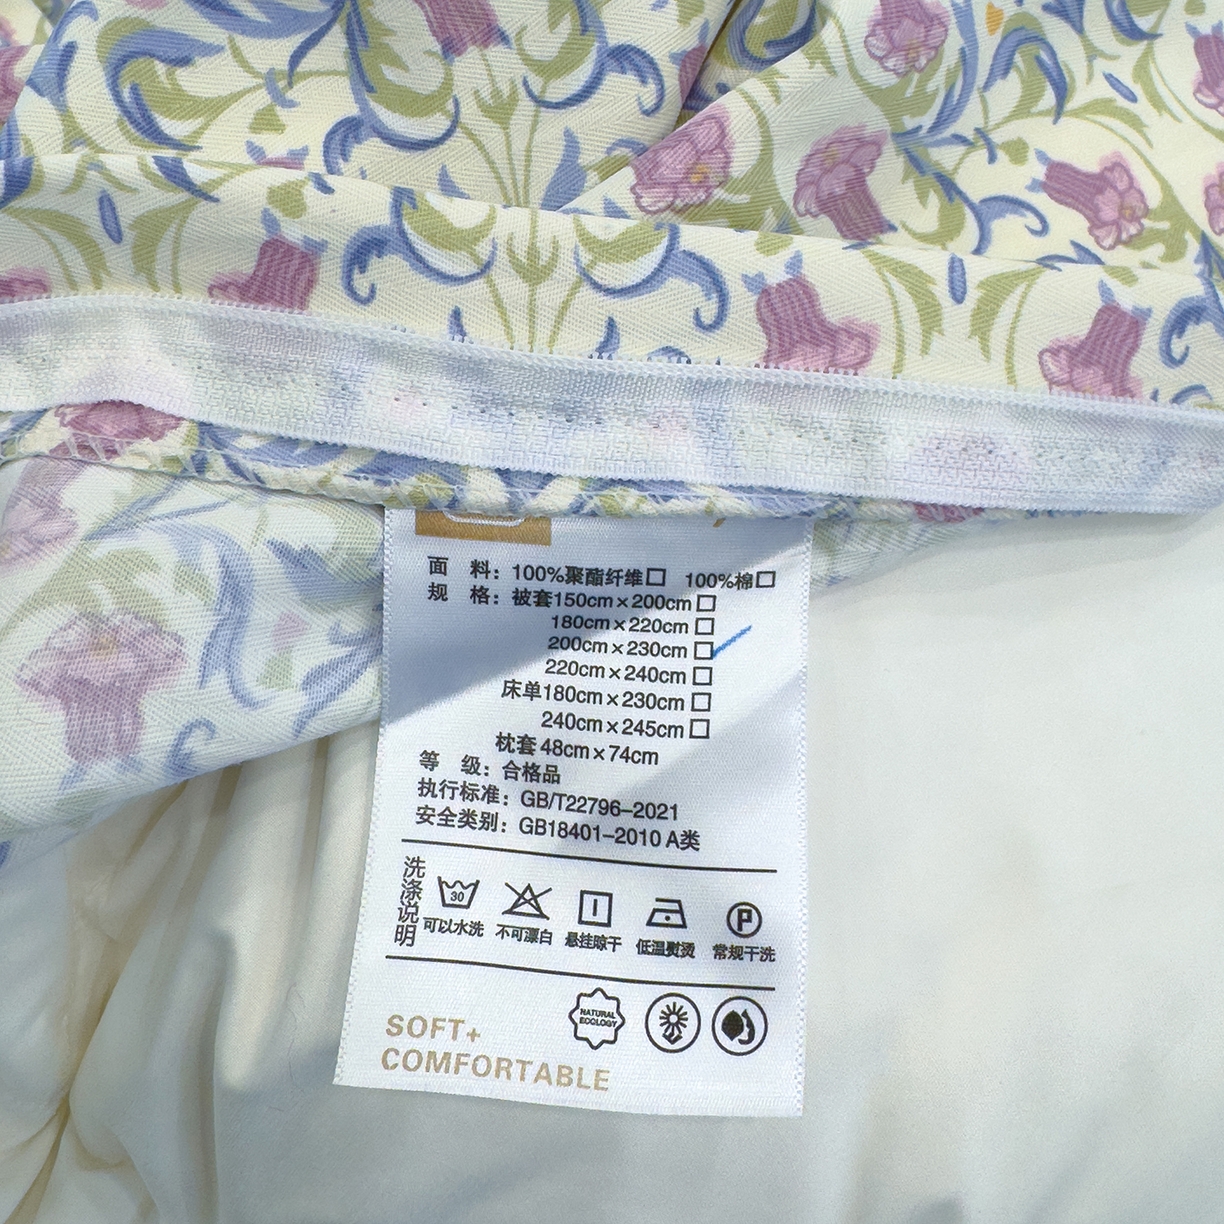 面 料：100%聚酯纤维□ 100%棉□
规 格：被套150cm×200cm□
180cm×220cm□
200cm×230cm□
220cm×240cm□
床单180cm×230cm□
240cm×245cm□
枕套 48cm×74cm
等 级：合格品
执行标准：GB/T22796-2021
安全类别：GB18401-2010 A类
洗涤说明
30
P
可以水洗 不可漂白 悬挂晾干 低温熨烫 常规干洗
NATURAL
ECOLOGY
SOFT+
COMFORTABLE